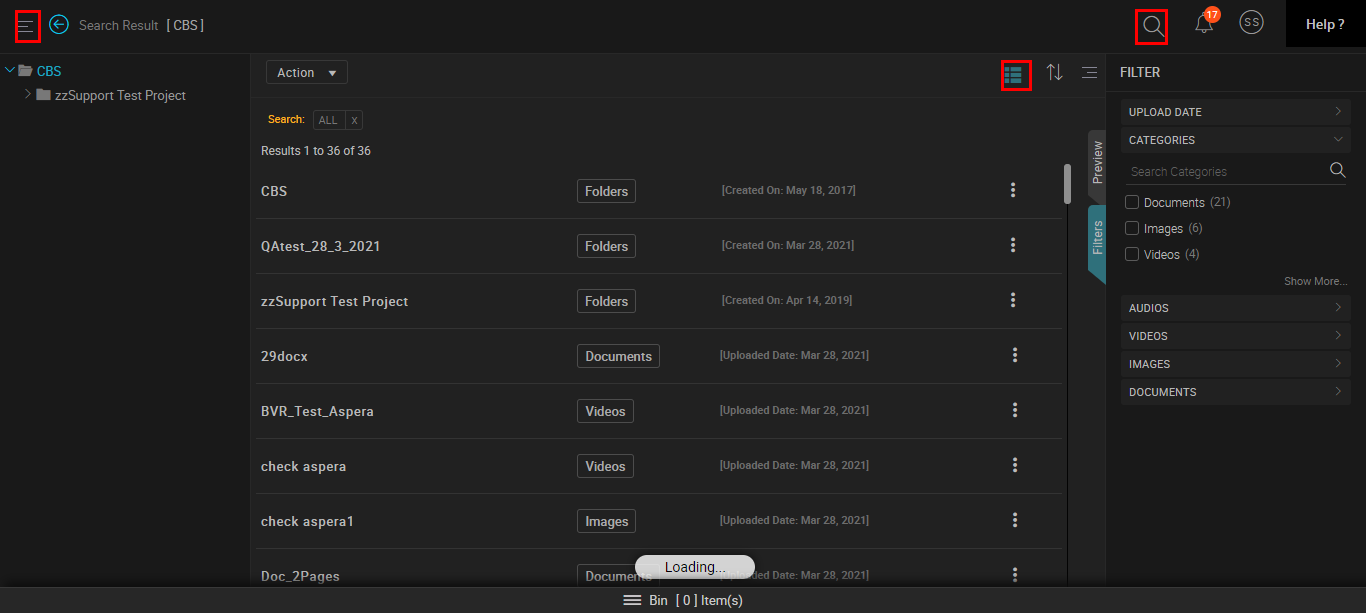 Search Result [ CBS ]
17
SS
Help ?
CBS
zzSupport Test Project
Action
Search: ALL x
Results 1 to 36 of 36
CBS Folders [Created On: May 18, 2017]
QAtest_28_3_2021 Folders [Created On: Mar 28, 2021]
zzSupport Test Project Folders [Created On: Apr 14, 2019]
29docx Documents [Uploaded Date: Mar 28, 2021]
BVR_Test_Aspera Videos [Uploaded Date: Mar 28, 2021]
check aspera Videos [Uploaded Date: Mar 28, 2021]
check aspera1 Images [Uploaded Date: Mar 28, 2021]
Doc_2Pages Documents [Uploaded Date: Mar 28, 2021]
Loading...
Preview
Filters
FILTER
UPLOAD DATE
CATEGORIES
Search Categories
Documents (21)
Images (6)
Videos (4)
Show More...
AUDIOS
VIDEOS
IMAGES
DOCUMENTS
Bin [ 0 ] Item(s)